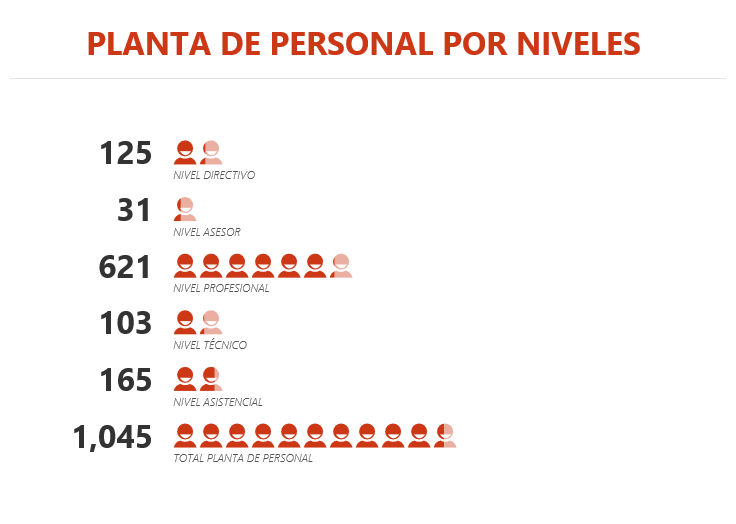 PLANTA DE PERSONAL POR NIVELES
125
NIVEL DIRECTIVO
31
NIVEL ASESOR
621
NIVEL PROFESIONAL
103
NIVEL TÉCNICO
165
NIVEL ASISTENCIAL
1,045
TOTAL PLANTA DE PERSONAL